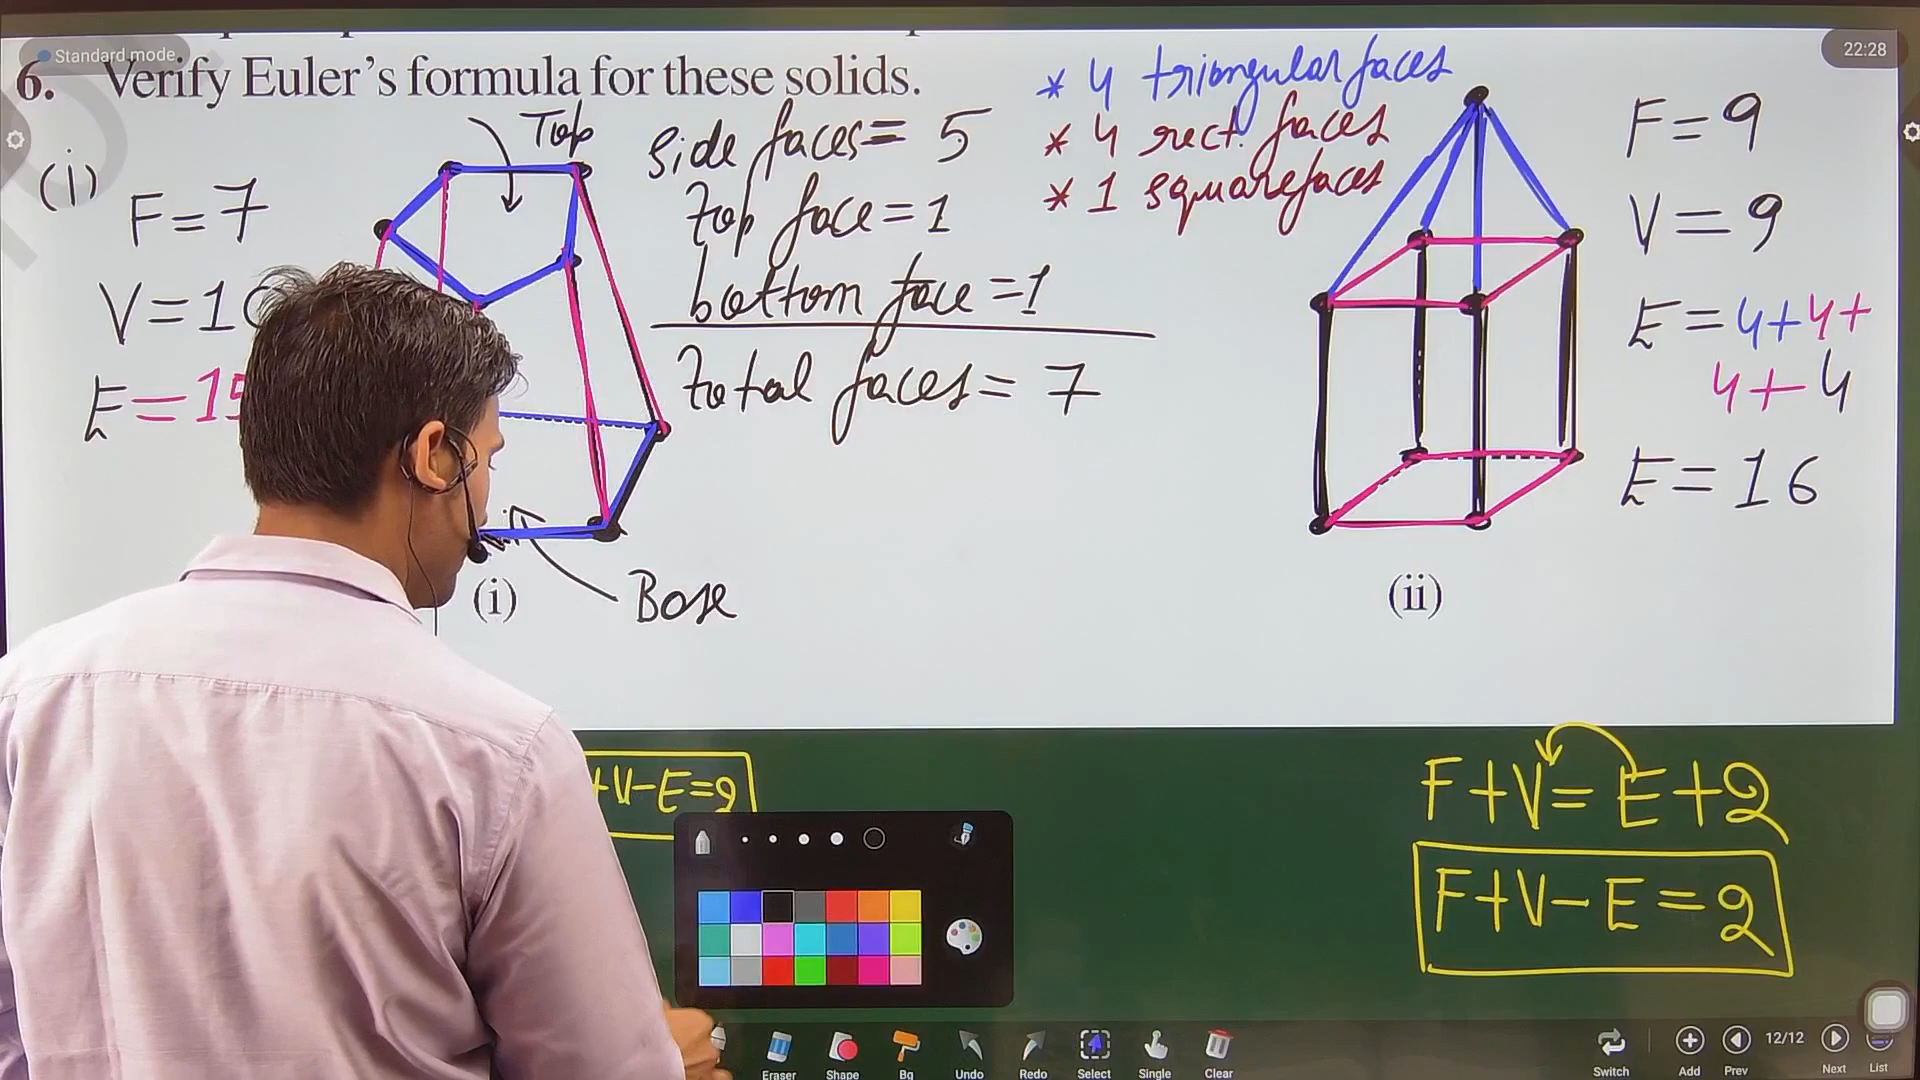 Standard mode
22:28
6. Verify Euler's formula for these solids.
(i)
Top
F=7
V=10
E=15
side faces= 5
top face=1
bottom face =1
total faces= 7
* 4 triangular faces
* 4 rect. faces
* 1 square faces
F=9
V=9
E=4+4+
4+4
E=16
Base
(i)
(ii)
+V-E=2
F+V=E+2
F+V-E=2
Eraser
Shape
Bg
Undo
Redo
Select
Single
Clear
Switch
Add
Prev
12/12
Next
List